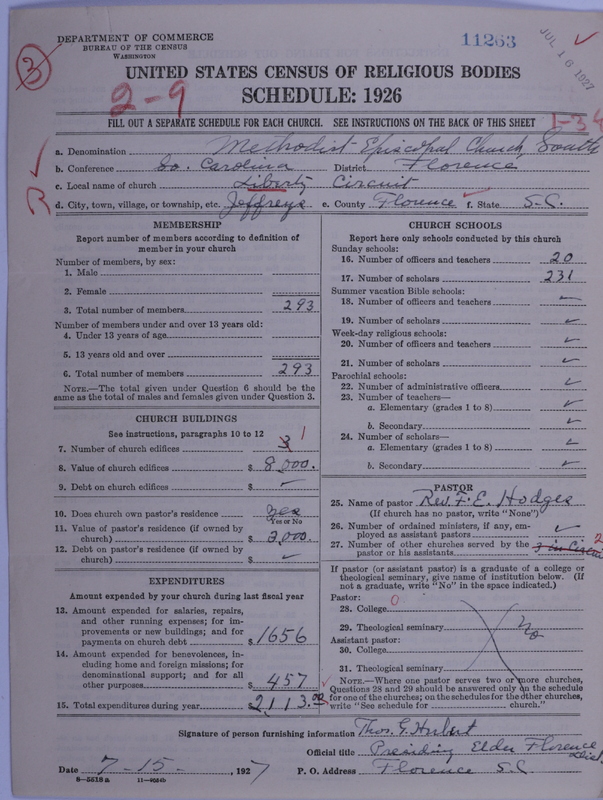 DEPARTMENT OF COMMERCE
BUREAU OF THE CENSUS
WASHINGTON
11263
JUL 16 1927
3
UNITED STATES CENSUS OF RELIGIOUS BODIES
SCHEDULE: 1926
2-9
FILL OUT A SEPARATE SCHEDULE FOR EACH CHURCH. SEE INSTRUCTIONS ON THE BACK OF THIS SHEET
1-34
a. Denomination Methodist Episcopal Church, South
b. Conference So. Carolina District Florence
c. Local name of church Liberty Circuit
R
d. City, town, village, or township, etc. Jeffreys e. County Florence f. State S.C.
MEMBERSHIP
Report number of members according to definition of
member in your church
Number of members, by sex:
1. Male
2. Female
3. Total number of members 293
Number of members under and over 13 years old:
4. Under 13 years of age
5. 13 years old and over
6. Total number of members 293
NOTE.—The total given under Question 6 should be
same as the total of males and females given under Question 3.
CHURCH BUILDINGS
See instructions, paragraphs 10 to 12
7. Number of church edifices 3 1
8. Value of church edifices $ 8,000.
9. Debt on church edifices $
10. Does church own pastor's residence Yes
Yes or No
11. Value of pastor's residence (if owned by
church) $ 3,000.
12. Debt on pastor's residence (if owned by
church) $
EXPENDITURES
Amount expended by your church during last fiscal year
13. Amount expended for salaries, repairs,
and other running expenses; for im-
provements or new buildings; and for
payments on church debt $ 1656
14. Amount expended for benevolences, in-
cluding home and foreign missions; for
denominational support; and for all
other purposes $ 457
15. Total expenditures during year $ 2113.00
CHURCH SCHOOLS
Report here only schools conducted by this church
Sunday schools:
16. Number of officers and teachers 20
17. Number of scholars 231
Summer vacation Bible schools:
18. Number of officers and teachers
19. Number of scholars
Week-day religious schools:
20. Number of officers and teachers
21. Number of scholars
Parochial schools:
22. Number of administrative officers
23. Number of teachers—
a. Elementary (grades 1 to 8)
b. Secondary
24. Number of scholars—
a. Elementary (grades 1 to 8)
b. Secondary
PASTOR
25. Name of pastor Rev. F. E. Hodges
(If church has no pastor, write "None")
26. Number of ordained ministers, if any, em-
ployed as assistant pastors
27. Number of other churches served by the 3 in Circuit 2
pastor or his assistants
If pastor (or assistant pastor) is a graduate of a college or
theological seminary, give name of institution below. (If
not a graduate, write "No" in the space indicated.)
Pastor:
28. College 0
29. Theological seminary No
Assistant pastor:
30. College
31. Theological seminary
NOTE.—Where one pastor serves two or more churches,
Questions 28 and 29 should be answered only on the schedule
for one of the churches; on the schedules for the other churches,
write "See schedule for church."
Signature of person furnishing information Thos. G. Herbert
Official title Presiding Elder Florence Dist
Date 7-15-, 1927 P. O. Address Florence S.C.
8-5518 a